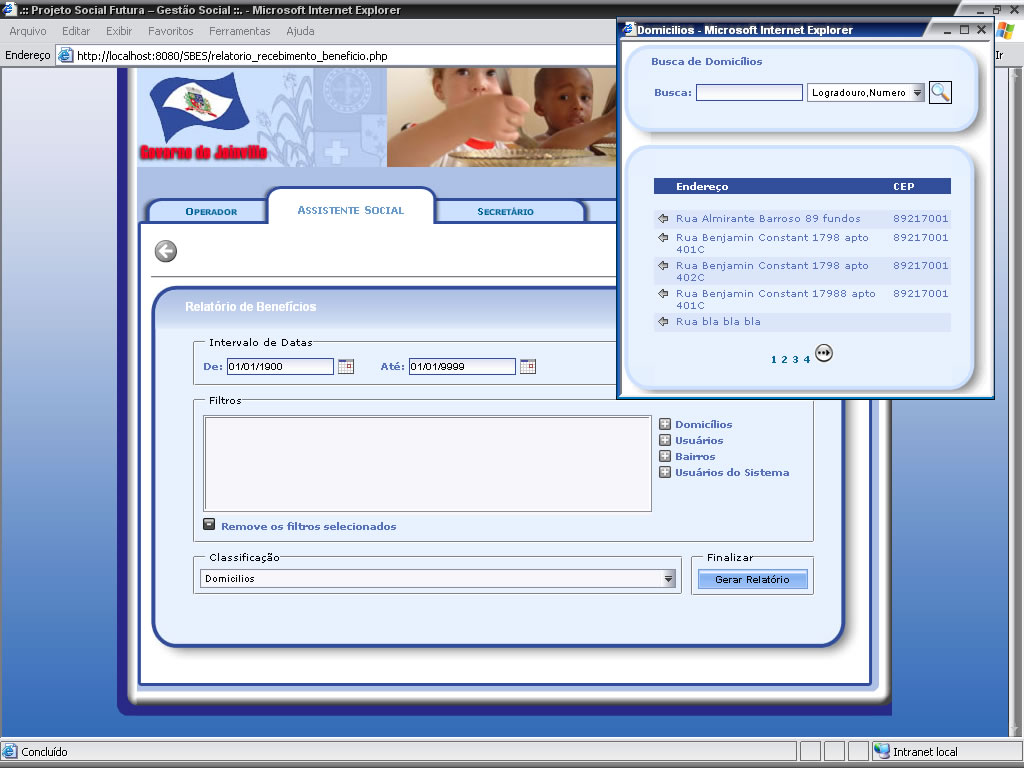 .:: Projeto Social Futura – Gestão Social ::. - Microsoft Internet Explorer
Arquivo Editar Exibir Favoritos Ferramentas Ajuda
Endereço http://localhost:8080/SBES/relatorio_recebimento_beneficio.php
Ir
Governo de Joinville
OPERADOR ASSISTENTE SOCIAL SECRETÁRIO
Relatório de Benefícios
Intervalo de Datas
De: 01/01/1900 Até: 01/01/9999
Filtros
Domicílios
Usuários
Bairros
Usuários do Sistema
Remove os filtros selecionados
Classificação
Domicilios
Finalizar
Gerar Relatório
Domicilios - Microsoft Internet Explorer
Busca de Domicílios
Busca: Logradouro,Numero
Endereço CEP
Rua Almirante Barroso 89 fundos 89217001
Rua Benjamin Constant 1798 apto 89217001
401C
Rua Benjamin Constant 1798 apto 89217001
402C
Rua Benjamin Constant 17988 apto 89217001
401C
Rua bla bla bla
1 2 3 4
Concluído
Intranet local